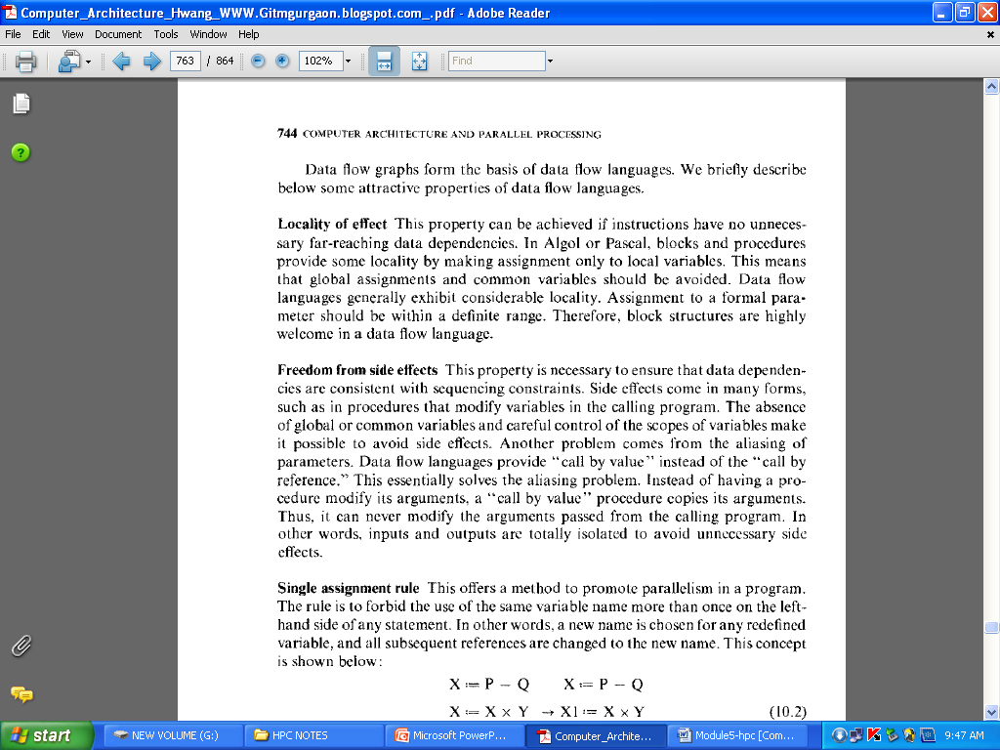 Computer_Architecture_Hwang_WWW.Gitmgurgaon.blogspot.com_.pdf - Adobe Reader
File Edit View Document Tools Window Help
763 / 864 102% Find
744 COMPUTER ARCHITECTURE AND PARALLEL PROCESSING
Data flow graphs form the basis of data flow languages. We briefly describe
below some attractive properties of data flow languages.
Locality of effect This property can be achieved if instructions have no unneces-
sary far-reaching data dependencies. In Algol or Pascal, blocks and procedures
provide some locality by making assignment only to local variables. This means
that global assignments and common variables should be avoided. Data flow
languages generally exhibit considerable locality. Assignment to a formal para-
meter should be within a definite range. Therefore, block structures are highly
welcome in a data flow language.
Freedom from side effects This property is necessary to ensure that data dependen-
cies are consistent with sequencing constraints. Side effects come in many forms,
such as in procedures that modify variables in the calling program. The absence
of global or common variables and careful control of the scopes of variables make
it possible to avoid side effects. Another problem comes from the aliasing of
parameters. Data flow languages provide “call by value” instead of the “call by
reference.” This essentially solves the aliasing problem. Instead of having a pro-
cedure modify its arguments, a “call by value” procedure copies its arguments.
Thus, it can never modify the arguments passed from the calling program. In
other words, inputs and outputs are totally isolated to avoid unnecessary side
effects.
Single assignment rule This offers a method to promote parallelism in a program.
The rule is to forbid the use of the same variable name more than once on the left-
hand side of any statement. In other words, a new name is chosen for any redefined
variable, and all subsequent references are changed to the new name. This concept
is shown below:
X := P − Q X := P − Q
X := X × Y → X1 := X × Y (10.2)
start NEW VOLUME (G:) HPC NOTES Microsoft PowerP... Computer_Archite... Module5-hpc [Com... 9:47 AM